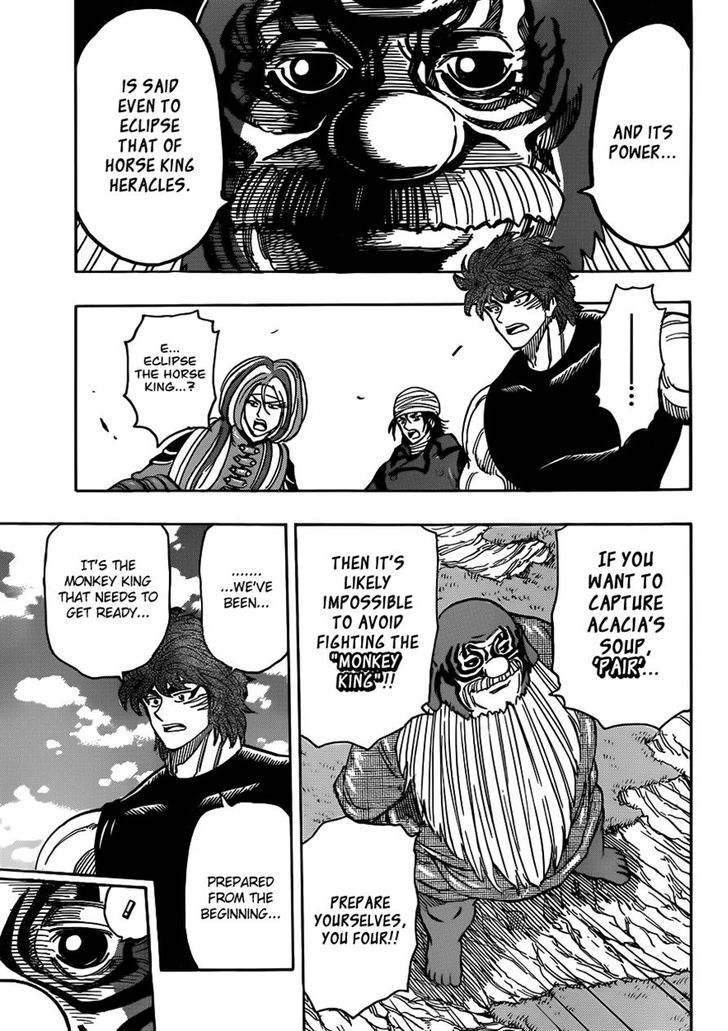 AND ITS
POWER...
IS SAID
EVEN TO
ECLIPSE
THAT OF
HORSE KING
HERACLES.
......
E...
ECLIPSE
THE HORSE
KING...?
IF YOU
WANT TO
CAPTURE
ACACIA'S
SOUP,
"PAIR"...
THEN IT'S
LIKELY
IMPOSSIBLE
TO AVOID
FIGHTING THE
"MONKEY
KING"!!
PREPARE
YOURSELVES,
YOU FOUR!!
.......
...WE'VE
BEEN...
PREPARED
FROM THE
BEGINNING...
IT'S THE
MONKEY KING
THAT NEEDS TO
GET READY...
!